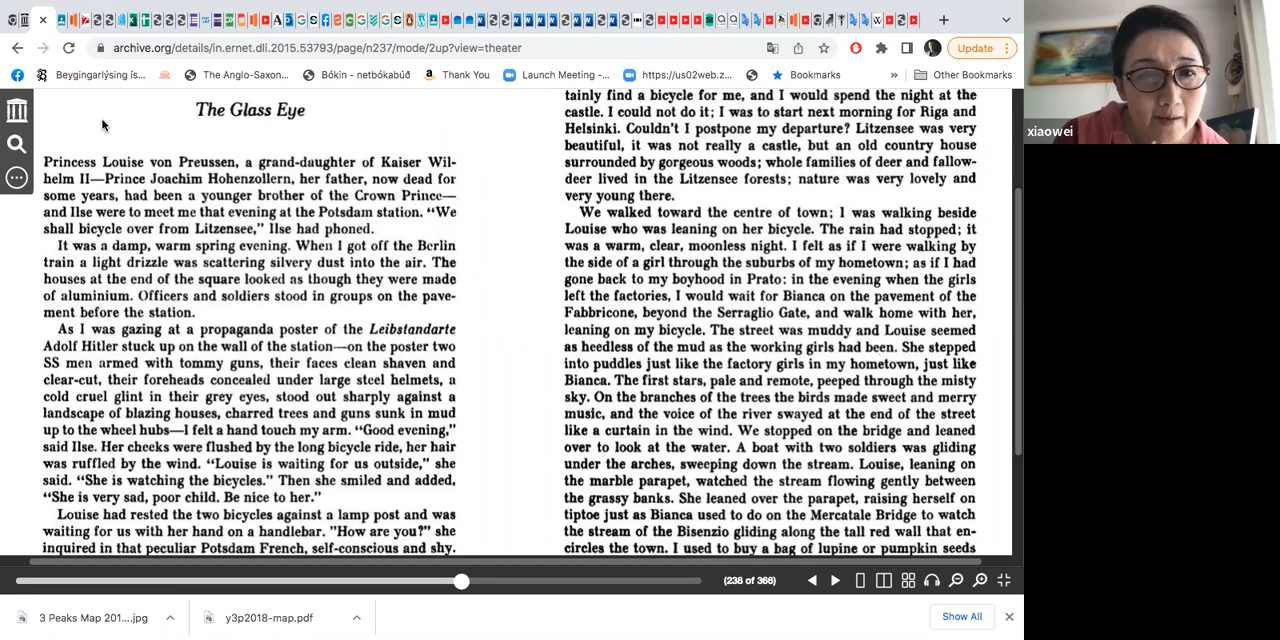 archive.org/details/in.ernet.dli.2015.53793/page/n237/mode/2up?view=theater
Update
Beygingarlýsing ís...
The Anglo-Saxon...
Bókin - netbókabúð
Thank You
Launch Meeting -...
https://us02web.z...
Bookmarks
»
Other Bookmarks
The Glass Eye
Princess Louise von Preussen, a grand-daughter of Kaiser Wil-
helm II—Prince Joachim Hohenzollern, her father, now dead for
some years, had been a younger brother of the Crown Prince—
and Ilse were to meet me that evening at the Potsdam station. “We
shall bicycle over from Litzensee,” Ilse had phoned.
It was a damp, warm spring evening. When I got off the Berlin
train a light drizzle was scattering silvery dust into the air. The
houses at the end of the square looked as though they were made
of aluminium. Officers and soldiers stood in groups on the pave-
ment before the station.
As I was gazing at a propaganda poster of the Leibstandarte
Adolf Hitler stuck up on the wall of the station—on the poster two
SS men armed with tommy guns, their faces clean shaven and
clear-cut, their foreheads concealed under large steel helmets, a
cold cruel glint in their grey eyes, stood out sharply against a
landscape of blazing houses, charred trees and guns sunk in mud
up to the wheel hubs—I felt a hand touch my arm. “Good evening,”
said Ilse. Her cheeks were flushed by the long bicycle ride, her hair
was ruffled by the wind. “Louise is waiting for us outside,” she
said. “She is watching the bicycles.” Then she smiled and added,
“She is very sad, poor child. Be nice to her.”
Louise had rested the two bicycles against a lamp post and was
waiting for us with her hand on a handlebar. "How are you?" she
inquired in that peculiar Potsdam French, self-conscious and shy.
tainly find a bicycle for me, and I would spend the night at the
castle. I could not do it; I was to start next morning for Riga and
Helsinki. Couldn't I postpone my departure? Litzensee was very
beautiful, it was not really a castle, but an old country house
surrounded by gorgeous woods; whole families of deer and fallow-
deer lived in the Litzensee forests; nature was very lovely and
very young there.
We walked toward the centre of town; I was walking beside
Louise who was leaning on her bicycle. The rain had stopped; it
was a warm, clear, moonless night. I felt as if I were walking by
the side of a girl through the suburbs of my hometown; as if I had
gone back to my boyhood in Prato; in the evening when the girls
left the factories, I would wait for Bianca on the pavement of the
Fabbricone, beyond the Serraglio Gate, and walk home with her,
leaning on my bicycle. The street was muddy and Louise seemed
as heedless of the mud as the working girls had been. She stepped
into puddles just like the factory girls in my hometown, just like
Bianca. The first stars, pale and remote, peeped through the misty
sky. On the branches of the trees the birds made sweet and merry
music, and the voice of the river swayed at the end of the street
like a curtain in the wind. We stopped on the bridge and leaned
over to look at the water. A boat with two soldiers was gliding
under the arches, sweeping down the stream. Louise, leaning on
the marble parapet, watched the stream flowing gently between
the grassy banks. She leaned over the parapet, raising herself on
tiptoe just as Bianca used to do on the Mercatale Bridge to watch
the stream of the Bisenzio gliding along the tall red wall that en-
circles the town. I used to buy a bag of lupine or pumpkin seeds
xiaowei
(238 of 366)
3 Peaks Map 201....jpg
y3p2018-map.pdf
Show All